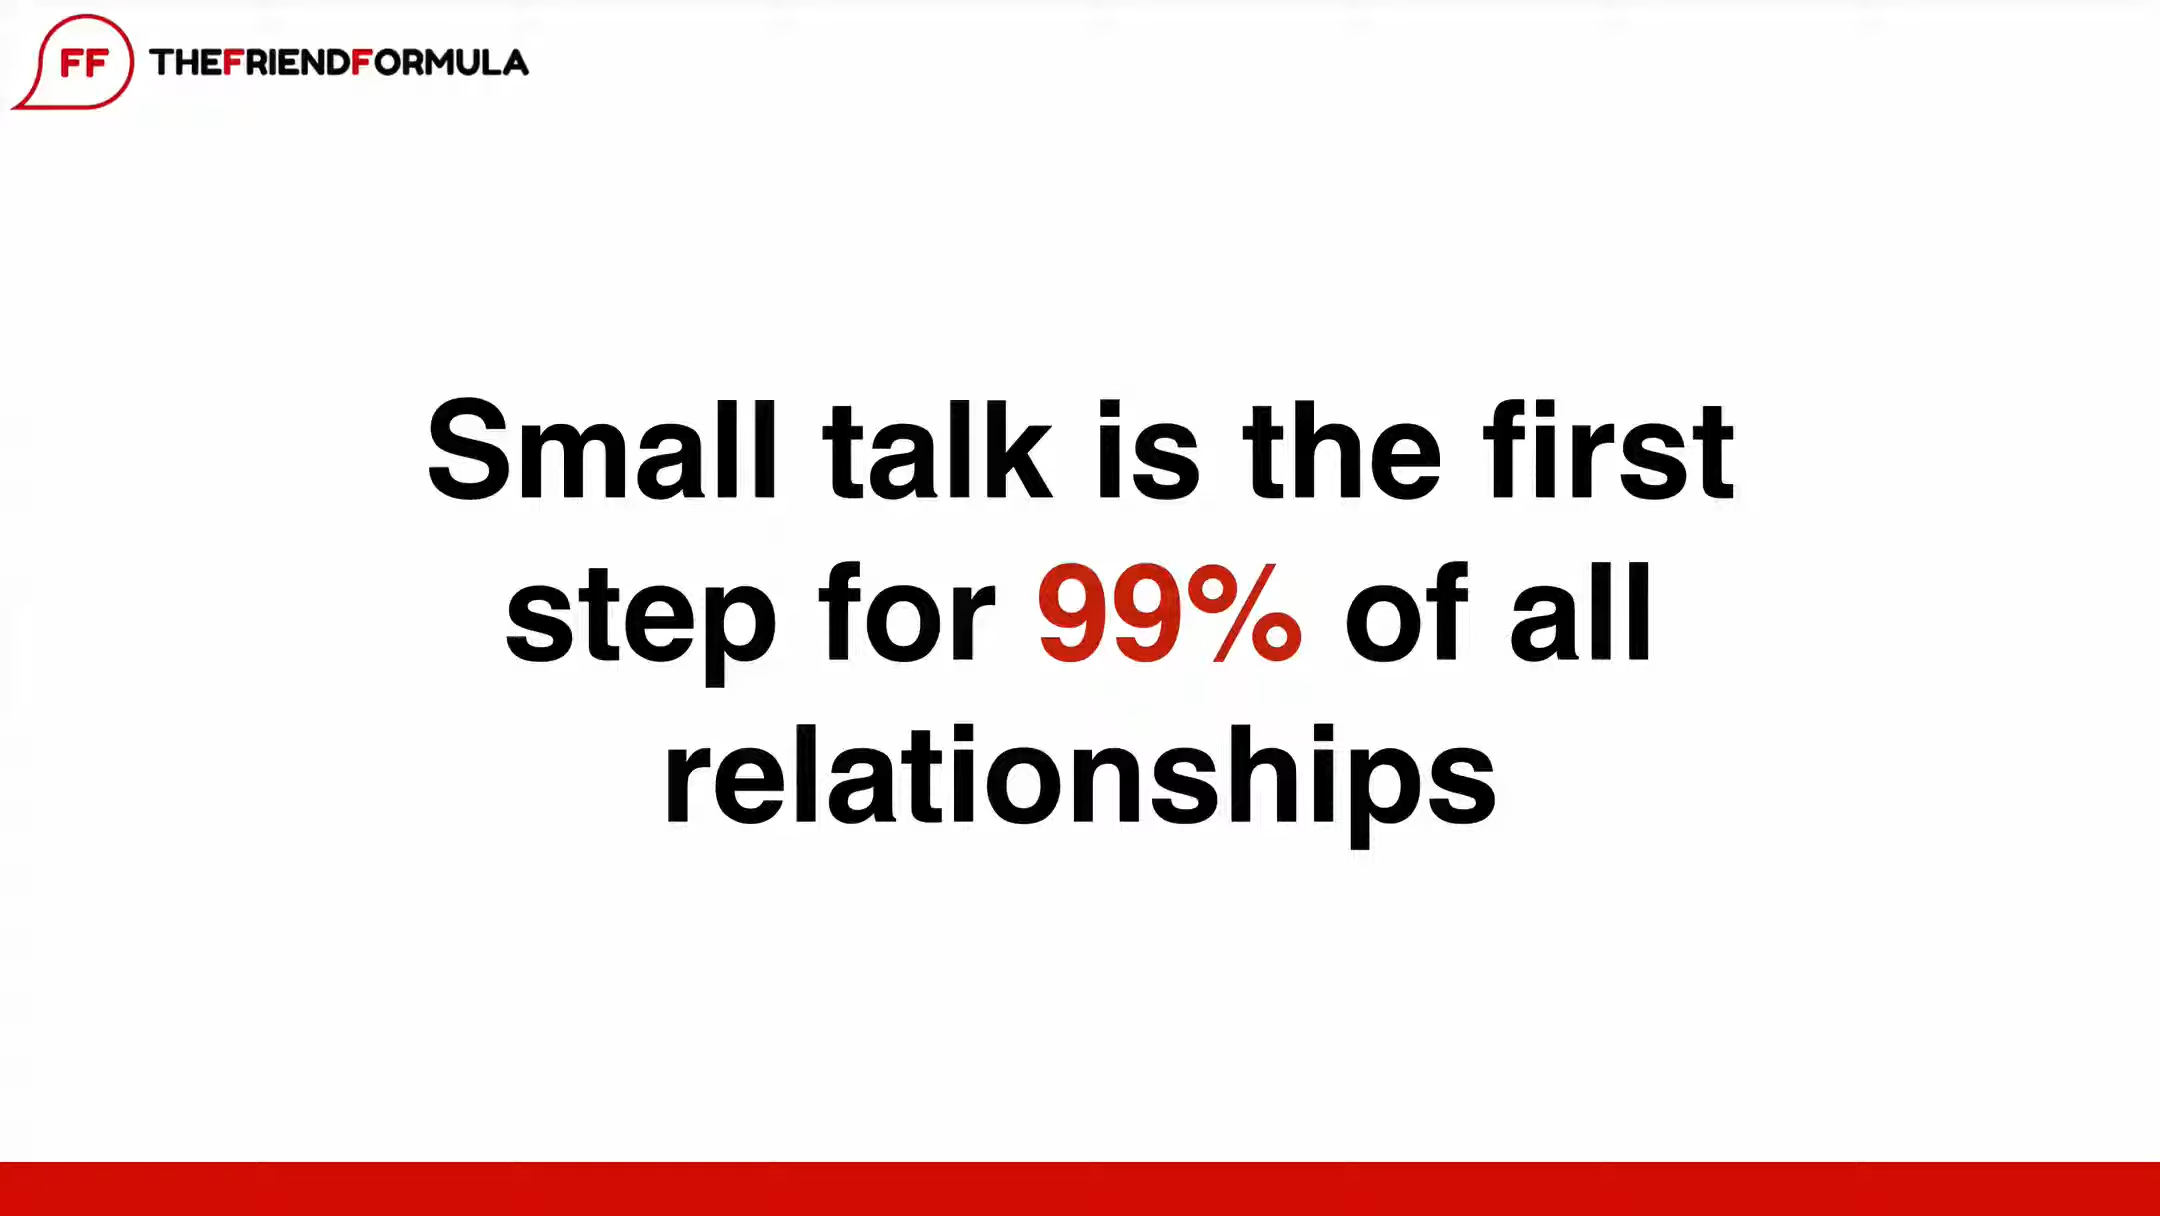 FF THEFRIENDFORMULA
Small talk is the first
step for 99% of all
relationships